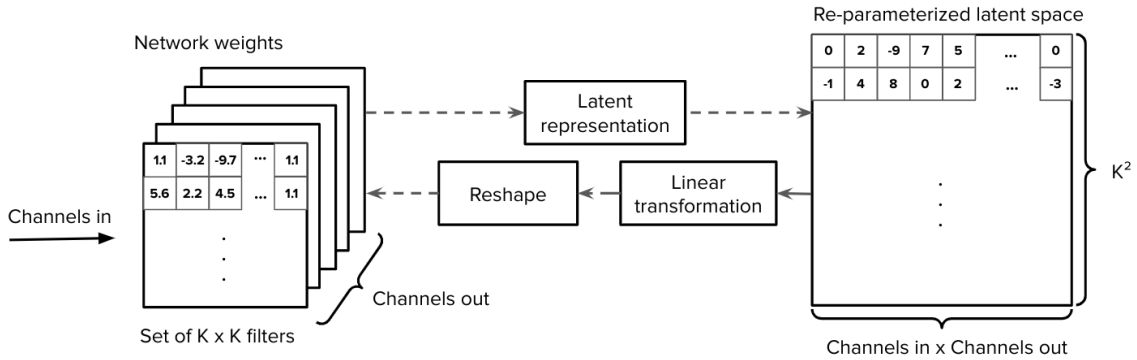 Re-parameterized latent space
Network weights
0 2 -9 7 5 ... 0
-1 4 8 0 2 ... -3
Latent
representation
1.1 -3.2 -9.7 ... 1.1
5.6 2.2 4.5 ... 1.1
Reshape
Linear
transformation
K²
Channels in
Channels out
Set of K x K filters
Channels in x Channels out